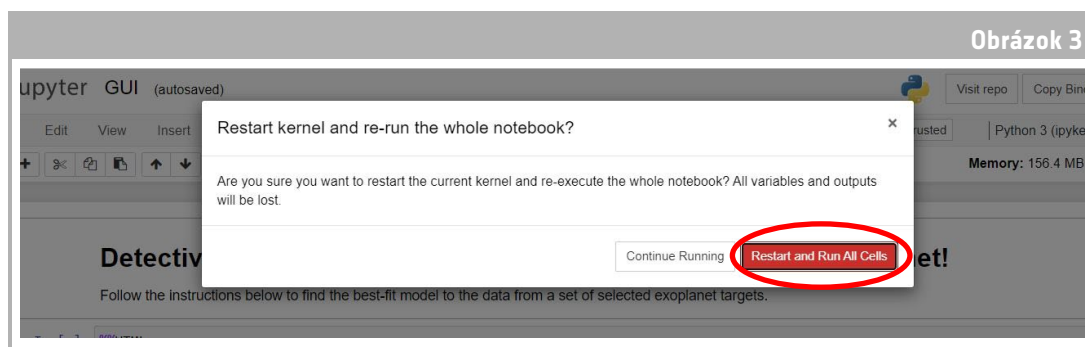 Obrázok 3
upyter GUI (autosaved) Visit repo Copy Bin
Edit View Insert rusted Python 3 (ipyke
Memory: 156.4 MB
Restart kernel and re-run the whole notebook? ×
Are you sure you want to restart the current kernel and re-execute the whole notebook? All variables and outputs
will be lost.
Continue Running Restart and Run All Cells
Detectiv et!
Follow the instructions below to find the best-fit model to the data from a set of selected exoplanet targets.